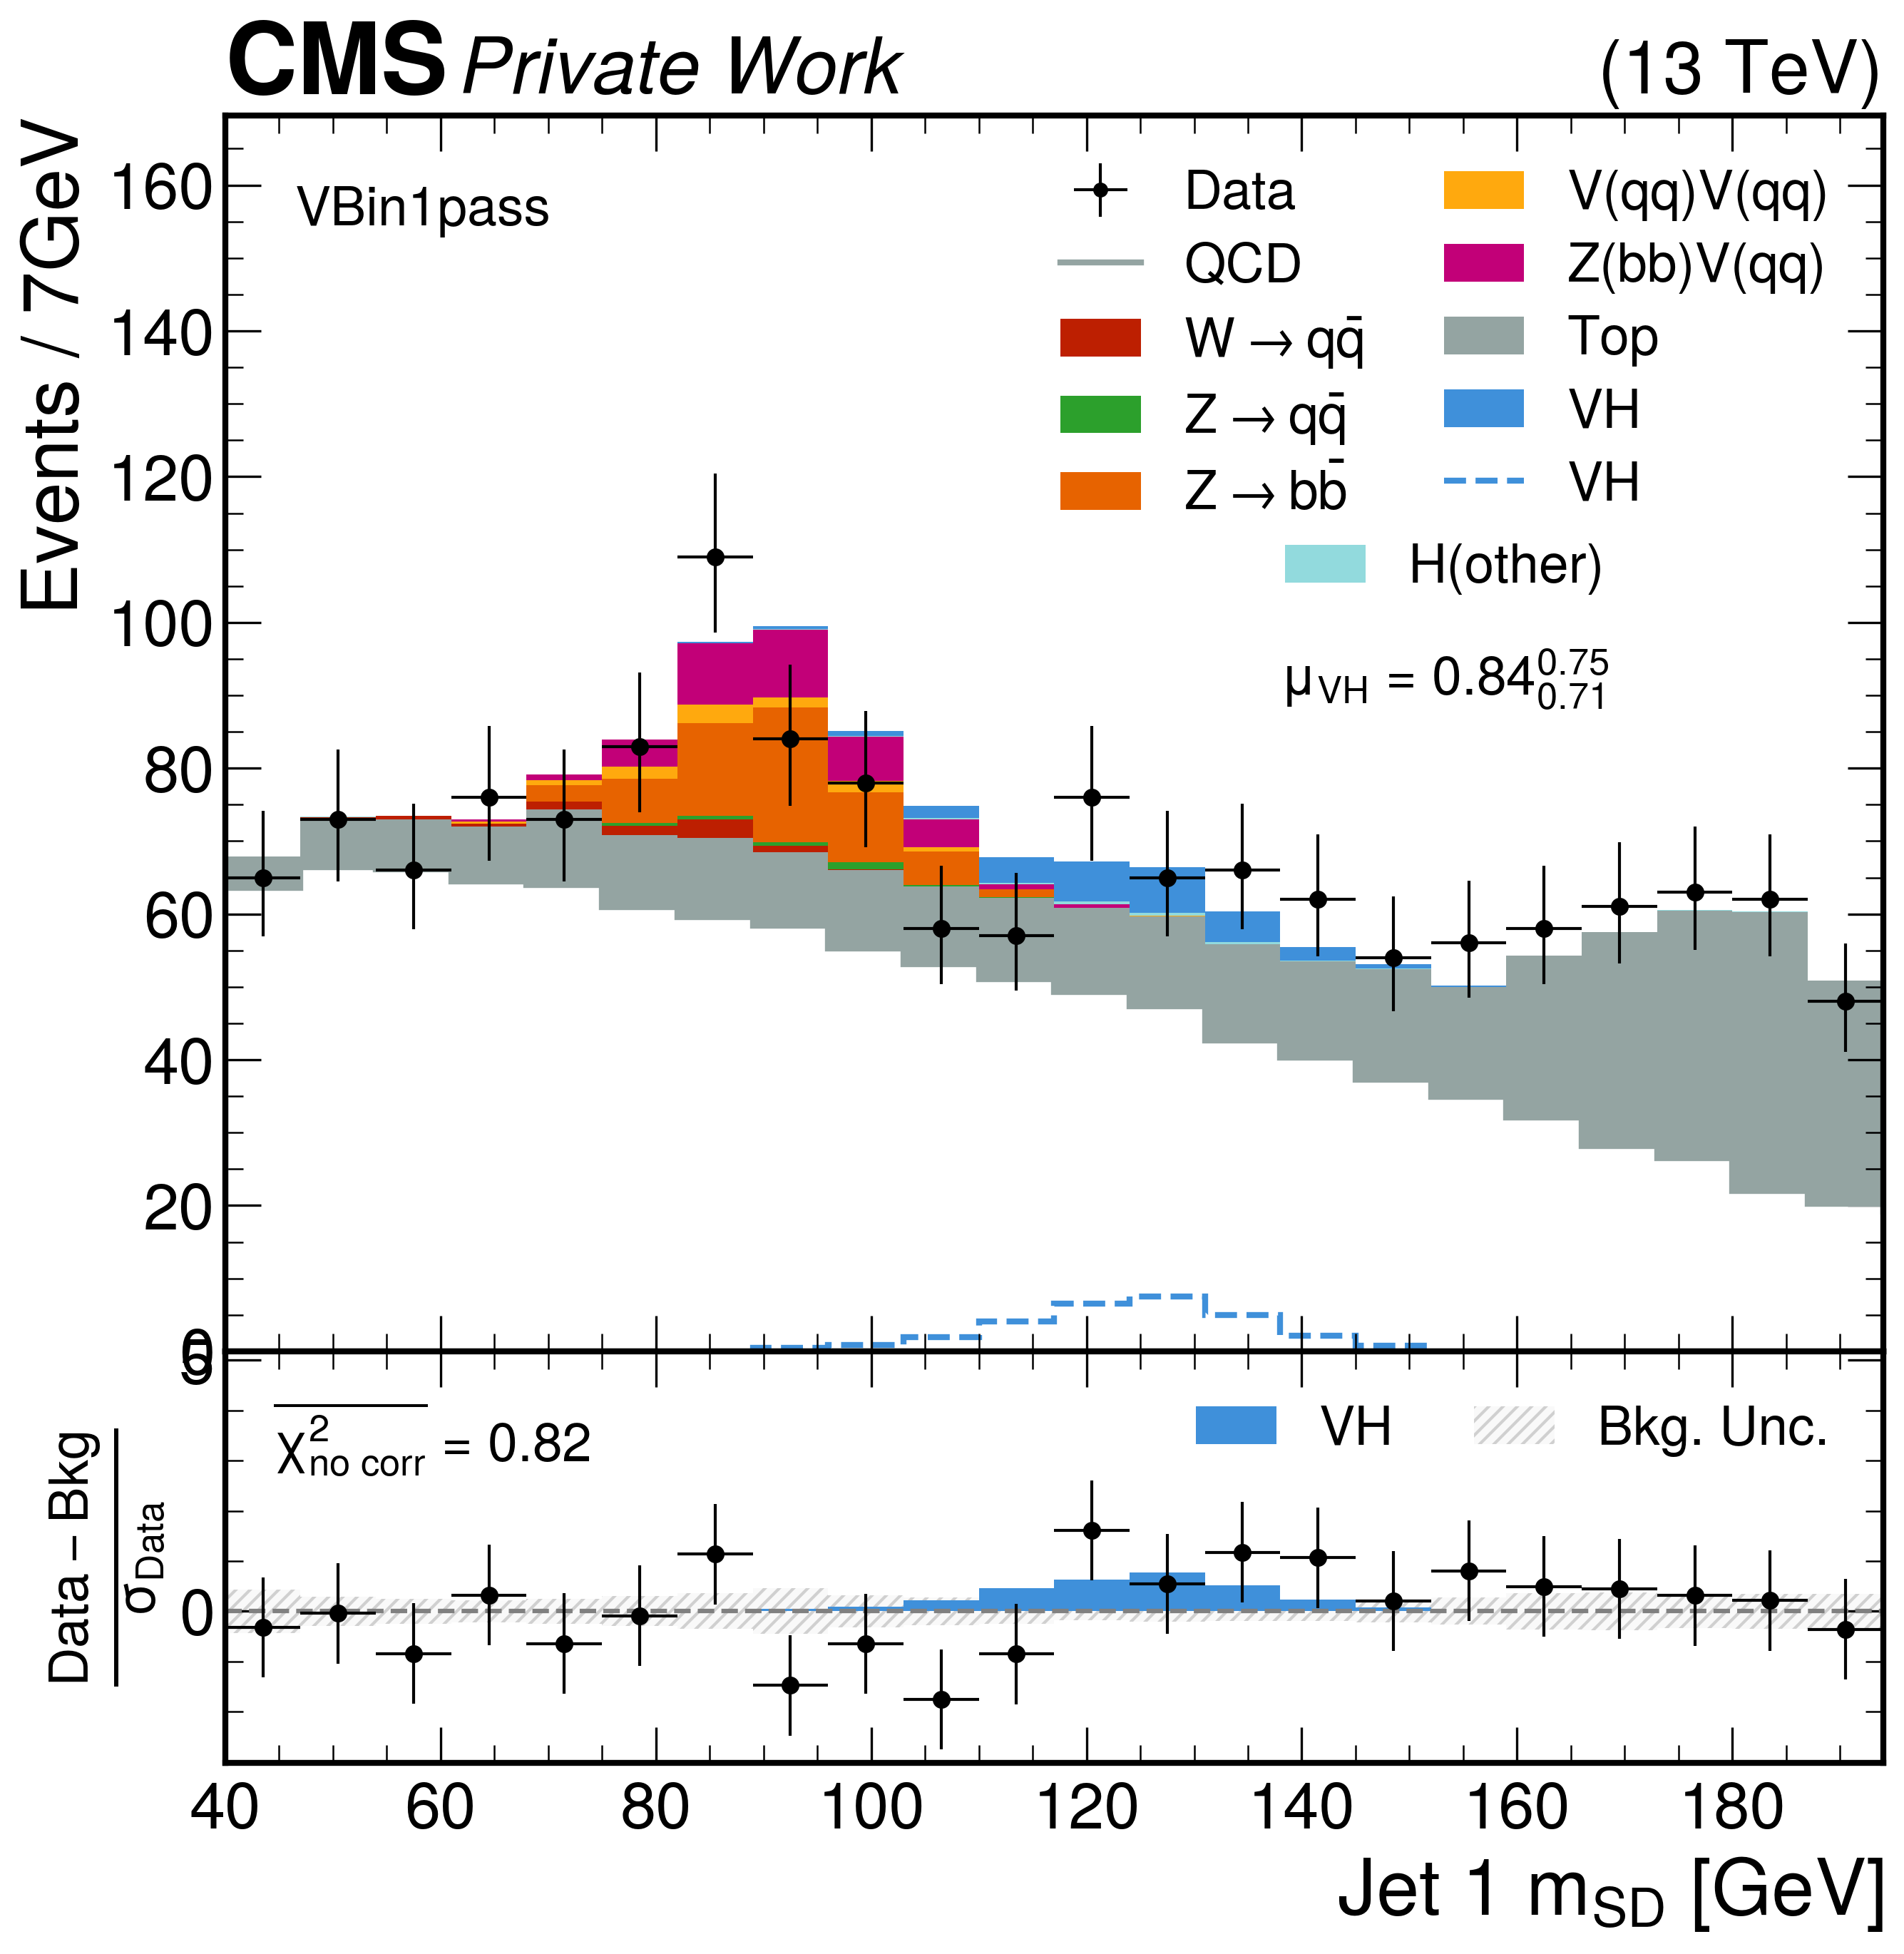 CMS Private Work (13 TeV)
Events / 7GeV
160
140
120
100
80
60
40
20
0
VBin1pass
Data
QCD
W → qq̄
Z → qq̄
Z → bb̄
V(qq)V(qq)
Z(bb)V(qq)
Top
VH
VH
H(other)
μVH = 0.84 0.75 0.71
Data − Bkg
σData
9
0
χ²no corr = 0.82
VH
Bkg. Unc.
40 60 80 100 120 140 160 180
Jet 1 mSD [GeV]